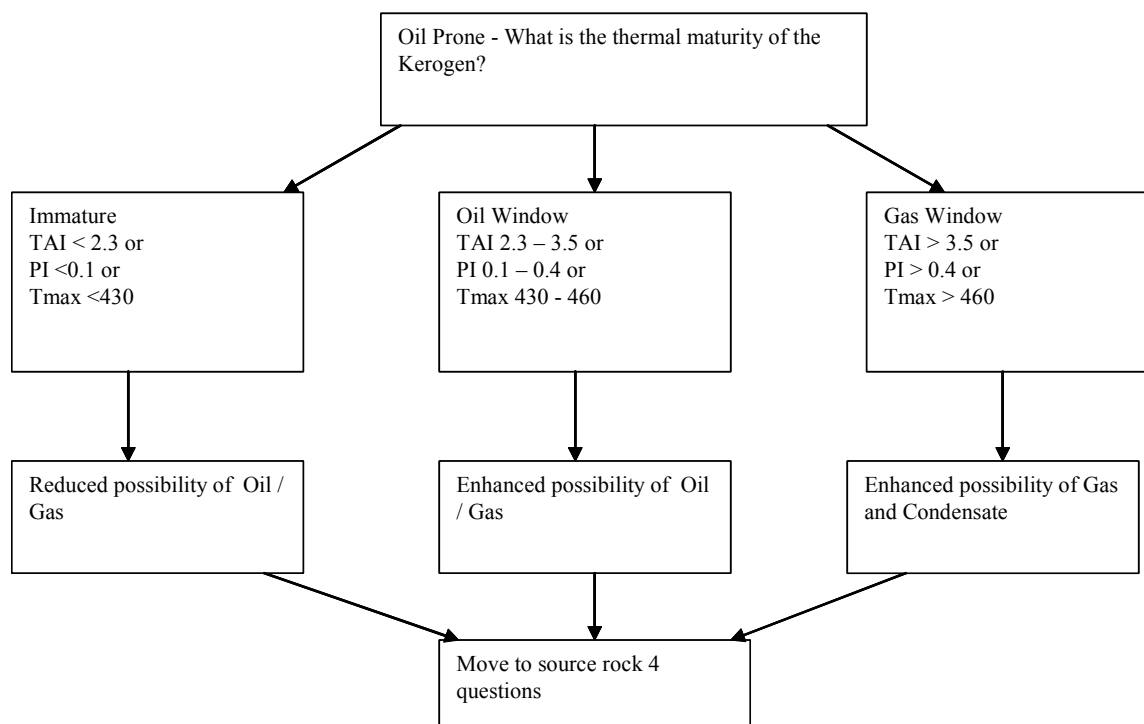 Oil Prone - What is the thermal maturity of the
Kerogen?
Immature
TAI < 2.3 or
PI <0.1 or
Tmax <430
Oil Window
TAI 2.3 – 3.5 or
PI 0.1 – 0.4 or
Tmax 430 - 460
Gas Window
TAI > 3.5 or
PI > 0.4 or
Tmax > 460
Reduced possibility of Oil /
Gas
Enhanced possibility of Oil
/ Gas
Enhanced possibility of Gas
and Condensate
Move to source rock 4
questions